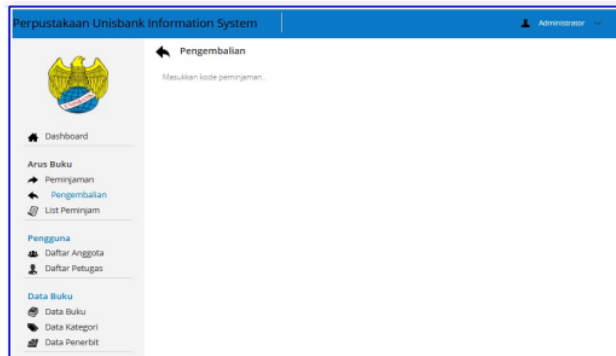 Perpustakaan Unisbank Information System
Administrator
Pengembalian
Masukkan kode peminjaman..
UNISBANK
Dashboard
Arus Buku
Peminjaman
Pengembalian
List Peminjam
Pengguna
Daftar Anggota
Daftar Petugas
Data Buku
Data Buku
Data Kategori
Data Penerbit